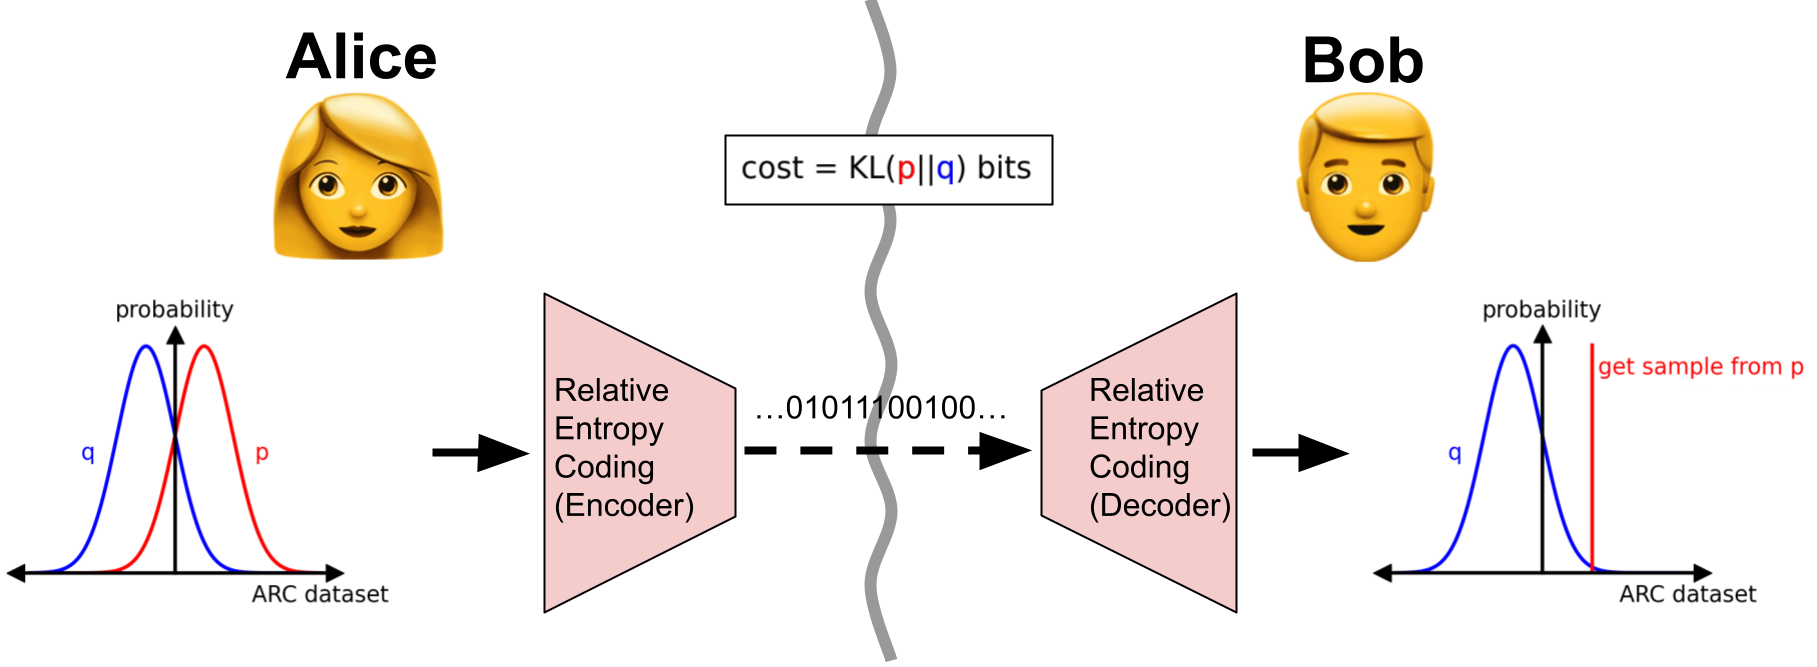 Alice
Bob
cost = KL(p||q) bits
probability
q
p
ARC dataset
Relative
Entropy
Coding
(Encoder)
...01011100100...
Relative
Entropy
Coding
(Decoder)
probability
get sample from p
q
ARC dataset